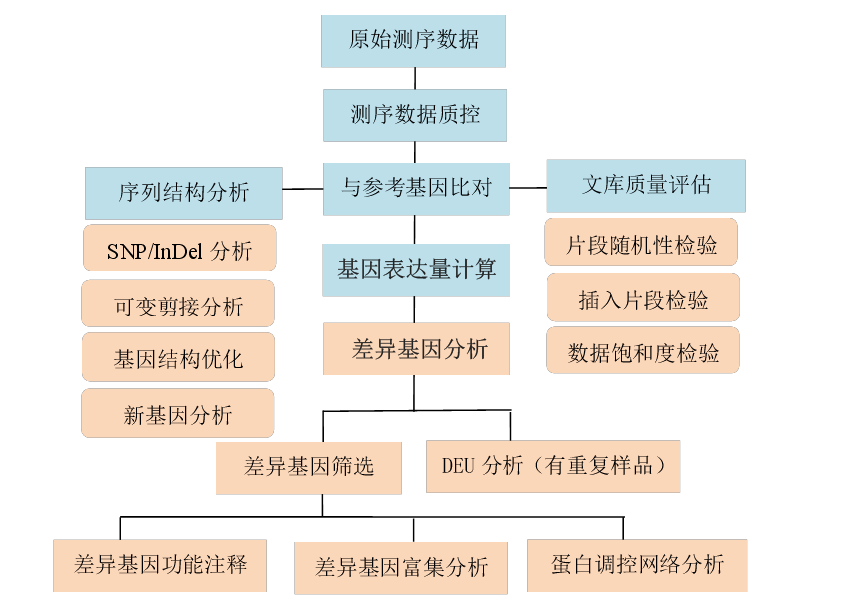 原始测序数据
测序数据质控
序列结构分析
与参考基因比对
文库质量评估
SNP/InDel 分析
可变剪接分析
基因结构优化
新基因分析
片段随机性检验
插入片段检验
数据饱和度检验
基因表达量计算
差异基因分析
差异基因筛选
DEU 分析（有重复样品）
差异基因功能注释
差异基因富集分析
蛋白调控网络分析